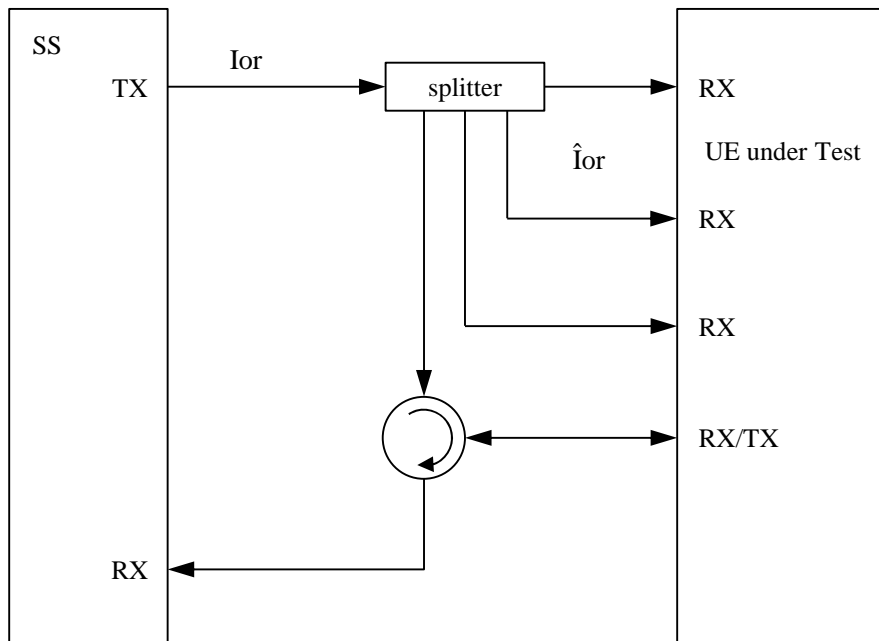 SS
Ior
TX
splitter
RX
UE under Test
Îor
RX
RX
RX/TX
RX